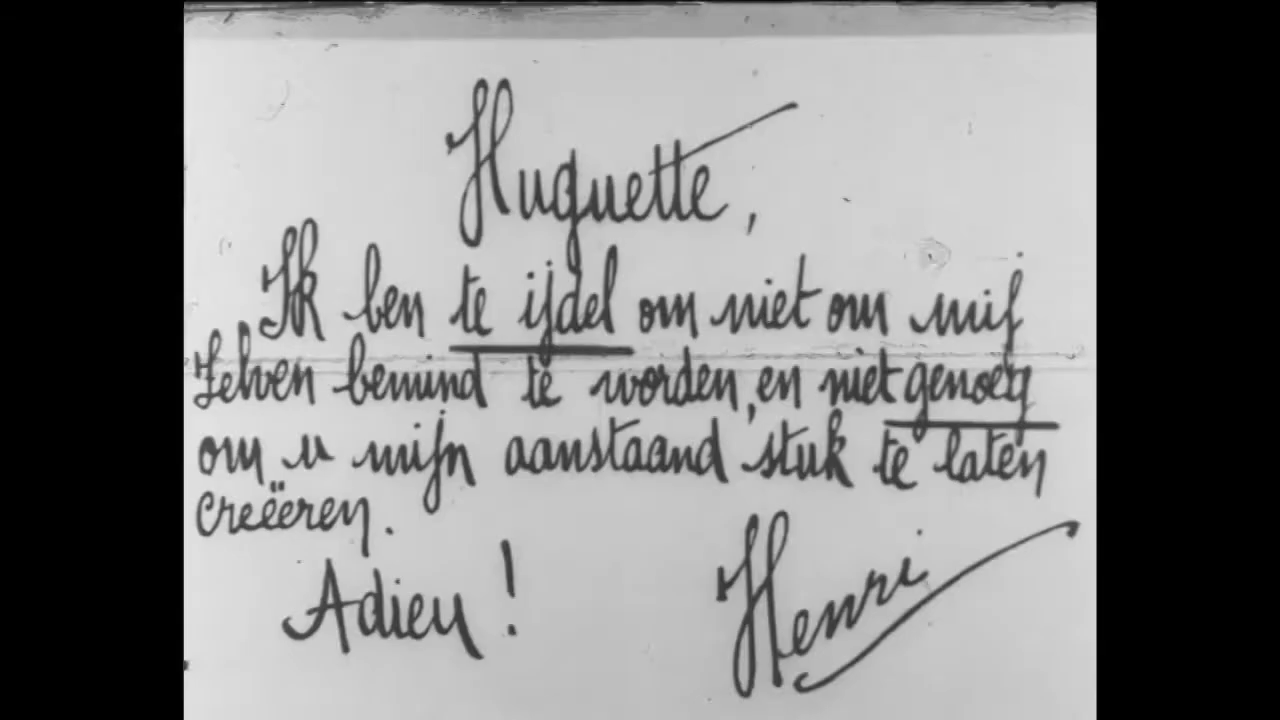 Huguette,
Ik ben te ijdel om niet om mij
zelven bemind te worden, en niet genoeg
om u mijn aanstaand stuk te laten
creëeren.
Adieu! Henri